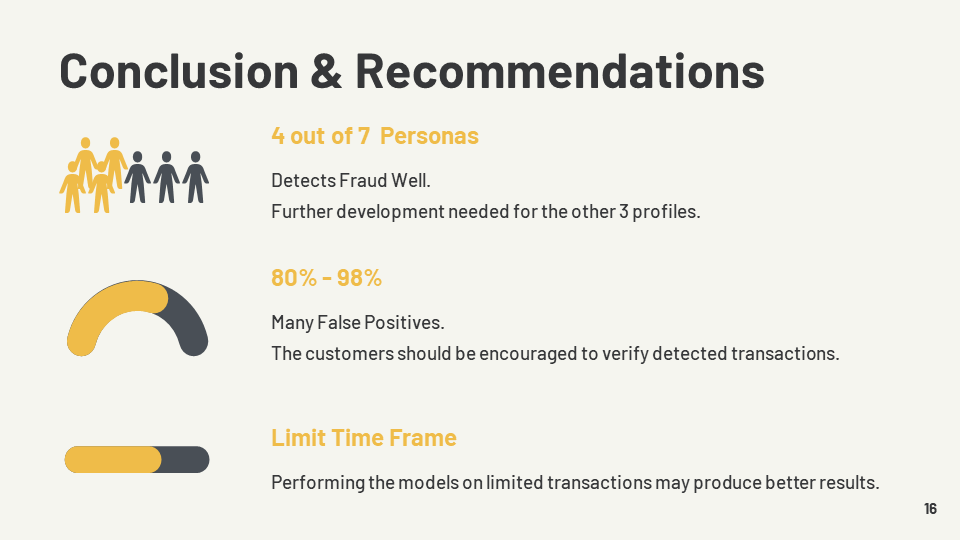 Conclusion & Recommendations
4 out of 7 Personas
Detects Fraud Well.
Further development needed for the other 3 profiles.
80% - 98%
Many False Positives.
The customers should be encouraged to verify detected transactions.
Limit Time Frame
Performing the models on limited transactions may produce better results.
16